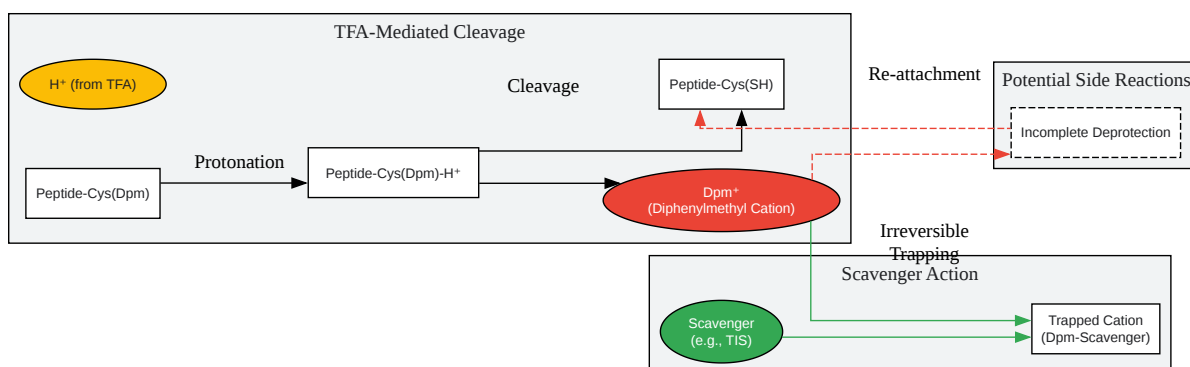 TFA-Mediated Cleavage
H⁺ (from TFA)
Cleavage
Peptide-Cys(SH)
Re-attachment
Potential Side Reactions
Incomplete Deprotection
Protonation
Peptide-Cys(Dpm)
Peptide-Cys(Dpm)-H⁺
Dpm⁺
(Diphenylmethyl Cation)
Irreversible
Trapping
Scavenger Action
Scavenger
(e.g., TIS)
Trapped Cation
(Dpm-Scavenger)